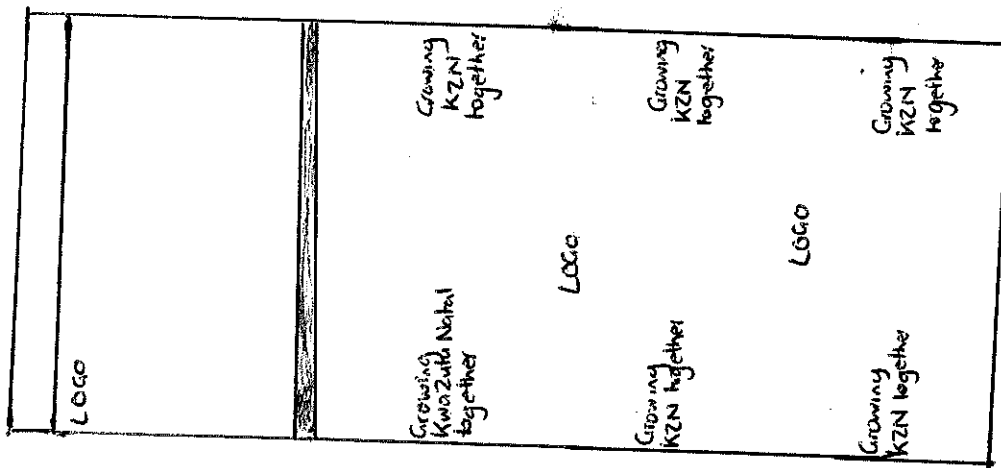 LOGO
Growing
KwaZulu Natal
together
Growing
KZN
together
LOGO
Growing
KZN together
Growing
KZN
together
LOGO
Growing
KZN together
Growing
KZN
together